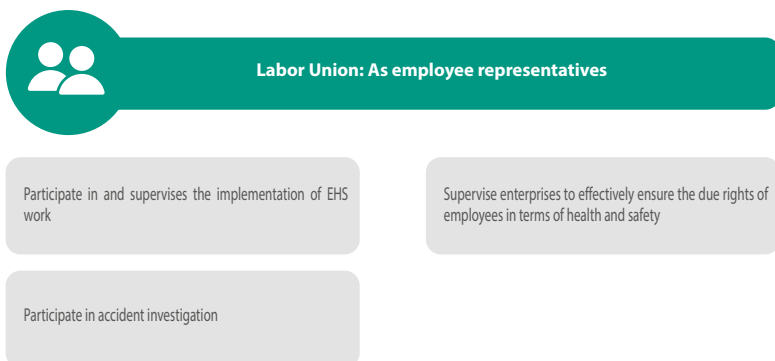 Labor Union: As employee representatives
Participate in and supervises the implementation of EHS
work
Supervise enterprises to effectively ensure the due rights of
employees in terms of health and safety
Participate in accident investigation